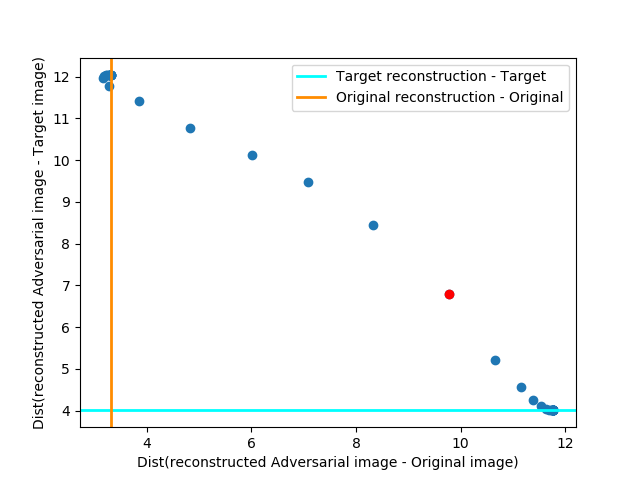 Target reconstruction - Target
Original reconstruction - Original
Dist(reconstructed Adversarial image - Target image)
12
11
10
9
8
7
6
5
4
4 6 8 10 12
Dist(reconstructed Adversarial image - Original image)